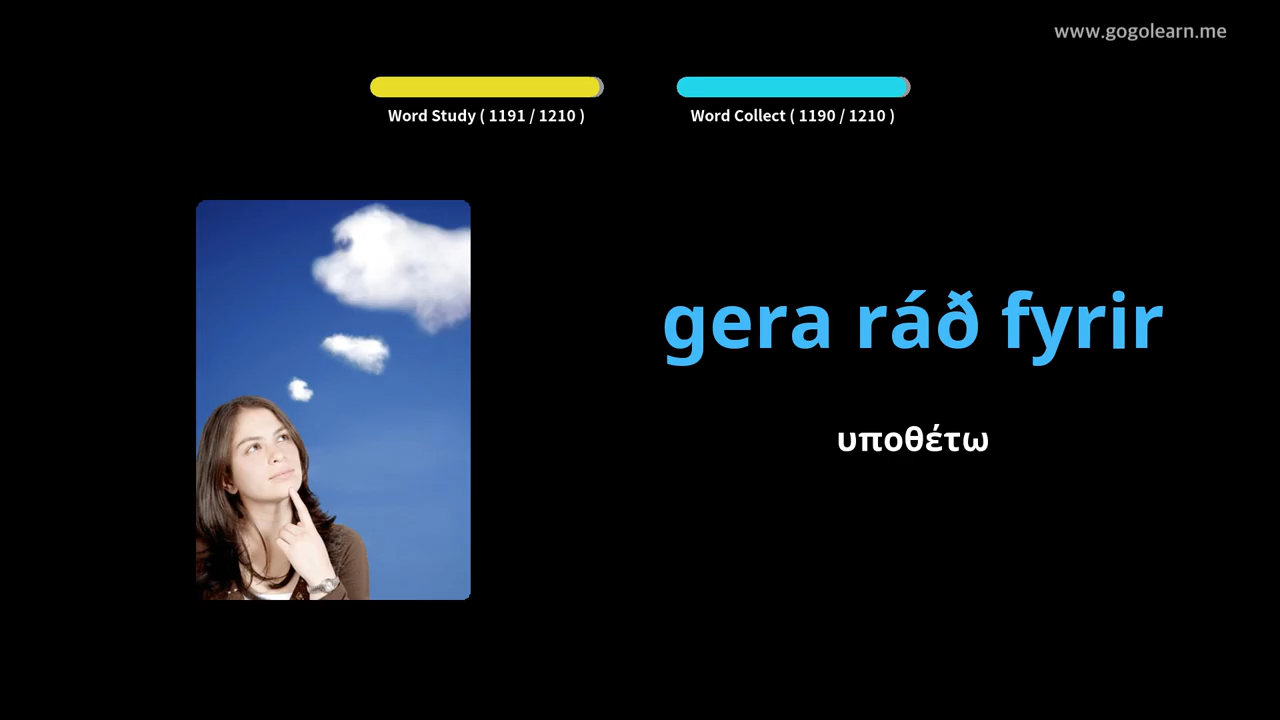 www.gogolearn.me
Word Study ( 1191 / 1210 )
Word Collect ( 1190 / 1210 )
gera ráð fyrir
υποθέτω